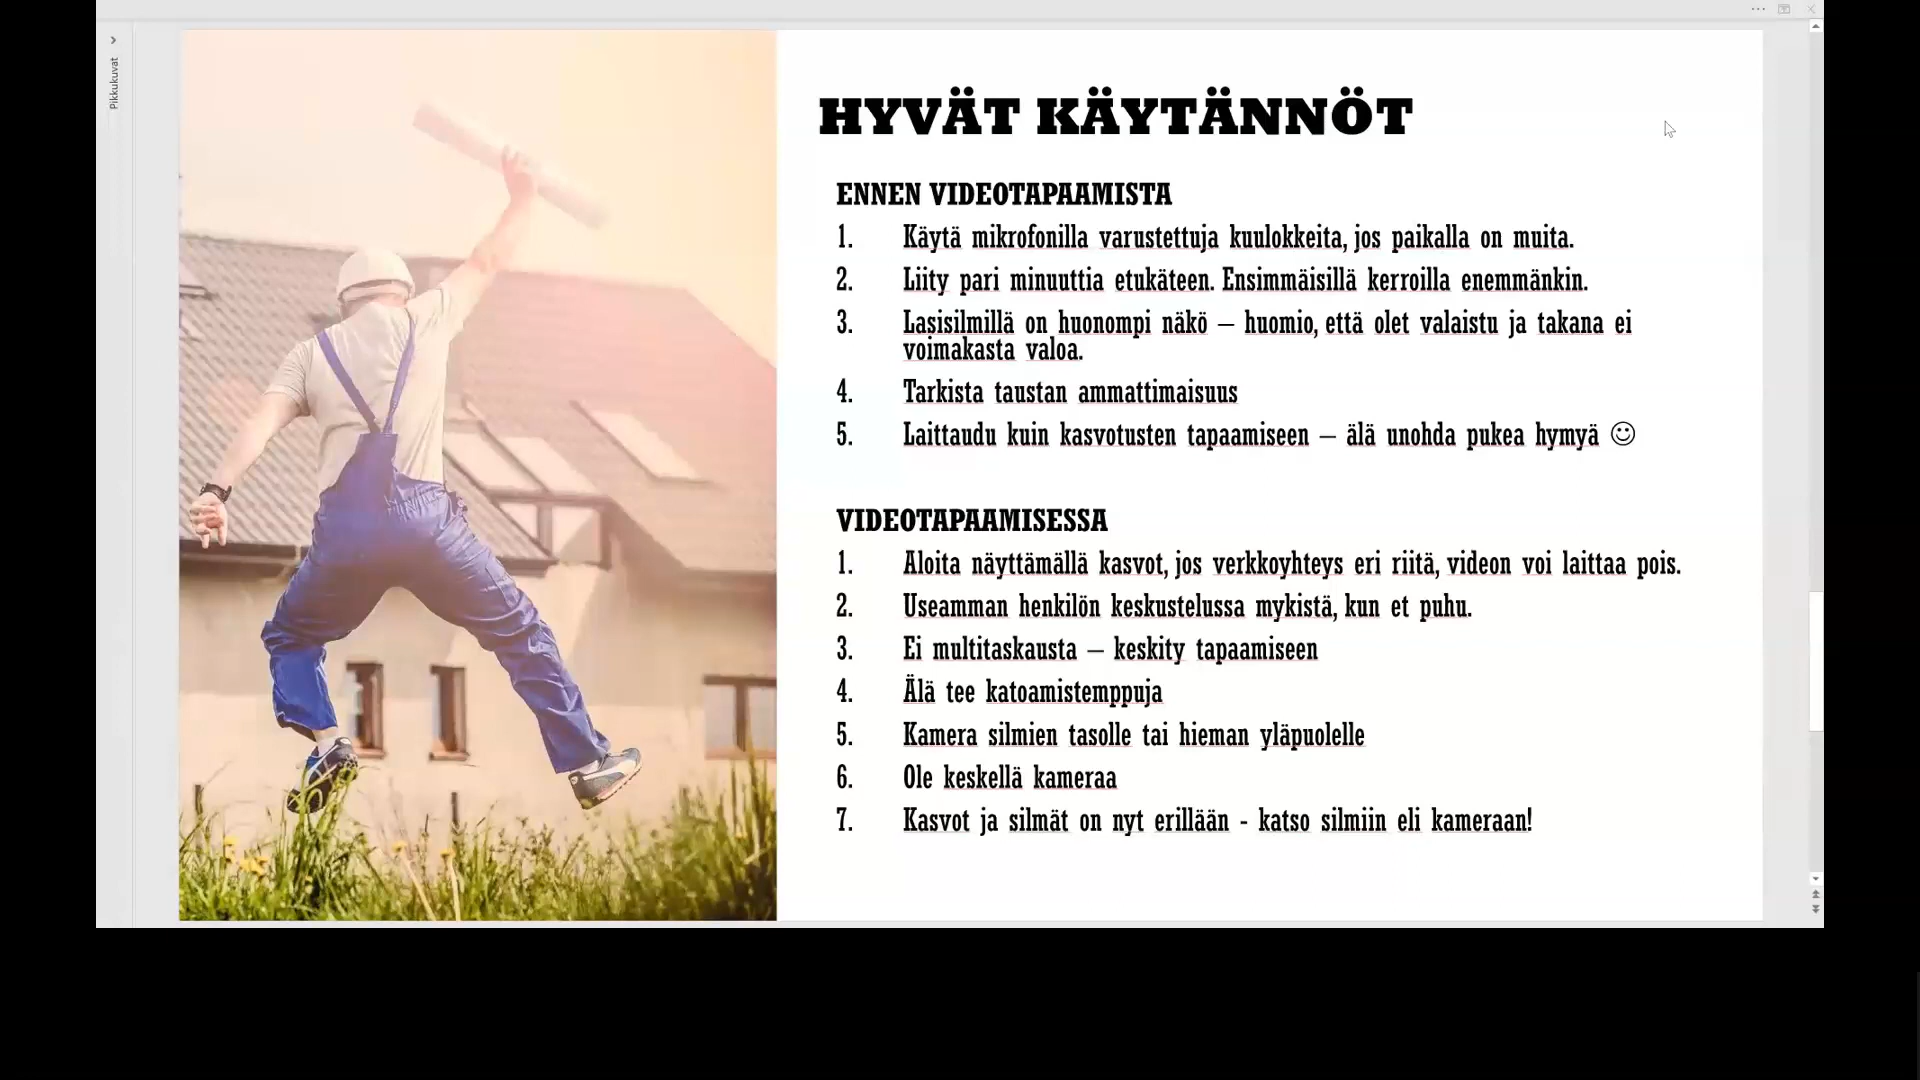 Pikkukuvat
HYVÄT KÄYTÄNNÖT
ENNEN VIDEOTAPAAMISTA
1. Käytä mikrofonilla varustettuja kuulokkeita, jos paikalla on muita.
2. Liity pari minuuttia etukäteen. Ensimmäisillä kerroilla enemmänkin.
3. Lasisilmillä on huonompi näkö – huomio, että olet valaistu ja takana ei
voimakasta valoa.
4. Tarkista taustan ammattimaisuus
5. Laittaudu kuin kasvotusten tapaamiseen – älä unohda pukea hymyä ☺
VIDEOTAPAAMISESSA
1. Aloita näyttämällä kasvot, jos verkkoyhteys eri riitä, videon voi laittaa pois.
2. Useamman henkilön keskustelussa mykistä, kun et puhu.
3. Ei multitaskausta – keskity tapaamiseen
4. Älä tee katoamistemppuja
5. Kamera silmien tasolle tai hieman yläpuolelle
6. Ole keskellä kameraa
7. Kasvot ja silmät on nyt erillään - katso silmiin eli kameraan!